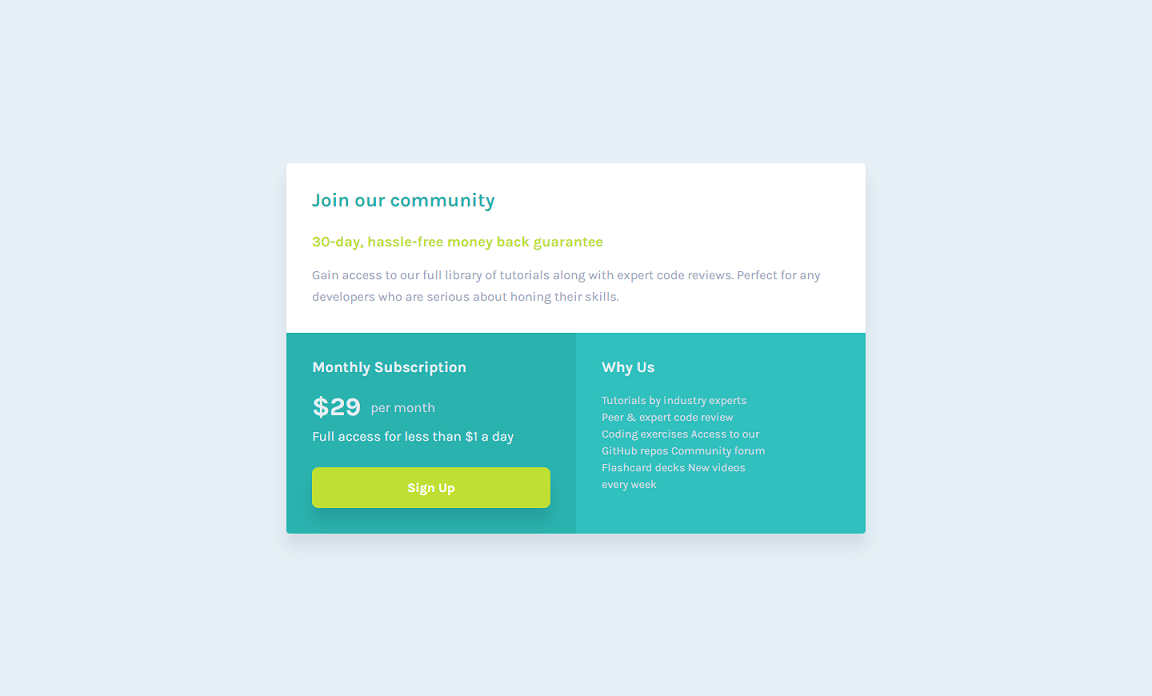 Join our community
30-day, hassle-free money back guarantee
Gain access to our full library of tutorials along with expert code reviews. Perfect for any
developers who are serious about honing their skills.
Monthly Subscription
$29 per month
Full access for less than $1 a day
Sign Up
Why Us
Tutorials by industry experts
Peer & expert code review
Coding exercises Access to our
GitHub repos Community forum
Flashcard decks New videos
every week